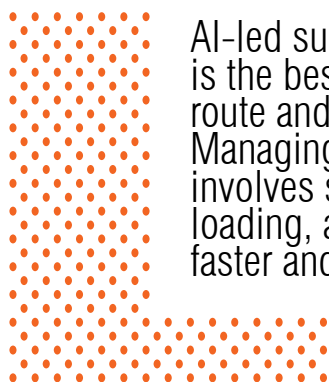 AI-led su
is the bes
route and
Managing
involves s
loading, a
faster and